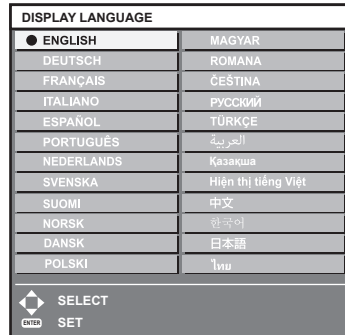 DISPLAY LANGUAGE
ENGLISH
DEUTSCH
FRANÇAIS
ITALIANO
ESPAÑOL
PORTUGUÊS
NEDERLANDS
SVENSKA
SUOMI
NORSK
DANSK
POLSKI
MAGYAR
ROMANA
ČEŠTINA
РУССКИЙ
TÜRKÇE
العربية
Қазақша
Hiện thị tiếng Việt
中文
한국어
日本語
ไทย
SELECT
ENTER SET